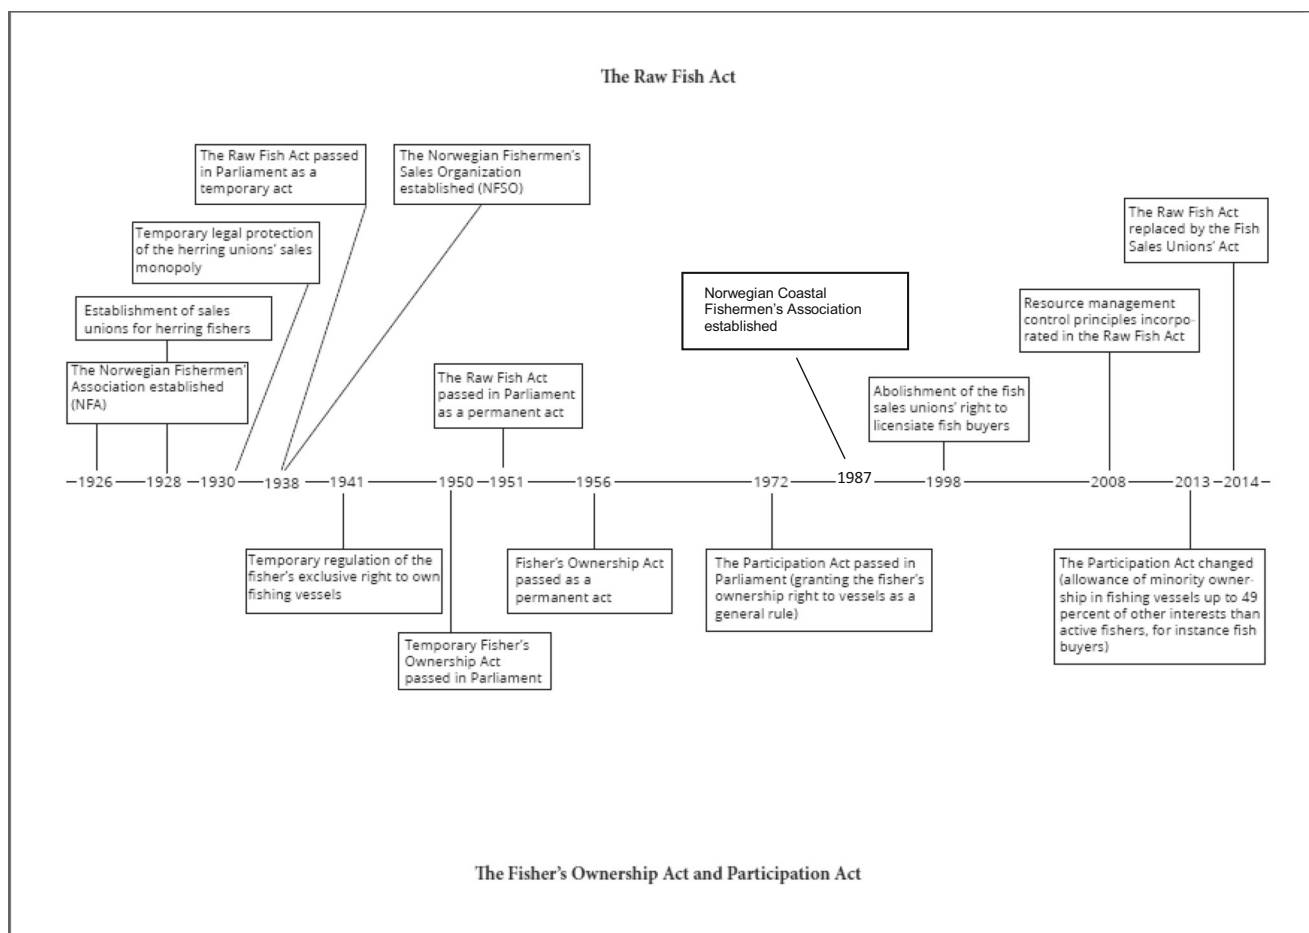 The Raw Fish Act
The Raw Fish Act passed
in Parliament as a
temporary act
The Norwegian Fishermen's
Sales Organization
established (NFSO)
Temporary legal protection
of the herring unions' sales
monopoly
The Raw Fish Act
replaced by the Fish
Sales Unions' Act
Norwegian Coastal
Fishermen's Association
established
Establishment of sales
unions for herring fishers
Resource management
control principles incorpo-
rated in the Raw Fish Act
The Norwegian Fishermen'
Association established
(NFA)
The Raw Fish Act
passed in Parliament
as a permanent act
Abolishment of the fish
sales unions' right to
licensiate fish buyers
1926 1928 1930 1938 1941 1950 1951 1956 1972 1987 1998 2008 2013 2014
Temporary regulation of the
fisher's exclusive right to own
fishing vessels
Fisher's Ownership Act
passed as a
permanent act
The Participation Act passed in
Parliament (granting the fisher's
ownership right to vessels as a
general rule)
The Participation Act changed
(allowance of minority owner-
ship in fishing vessels up to 49
percent of other interests than
active fishers, for instance fish
buyers)
Temporary Fisher's
Ownership Act
passed in Parliament
The Fisher's Ownership Act and Participation Act